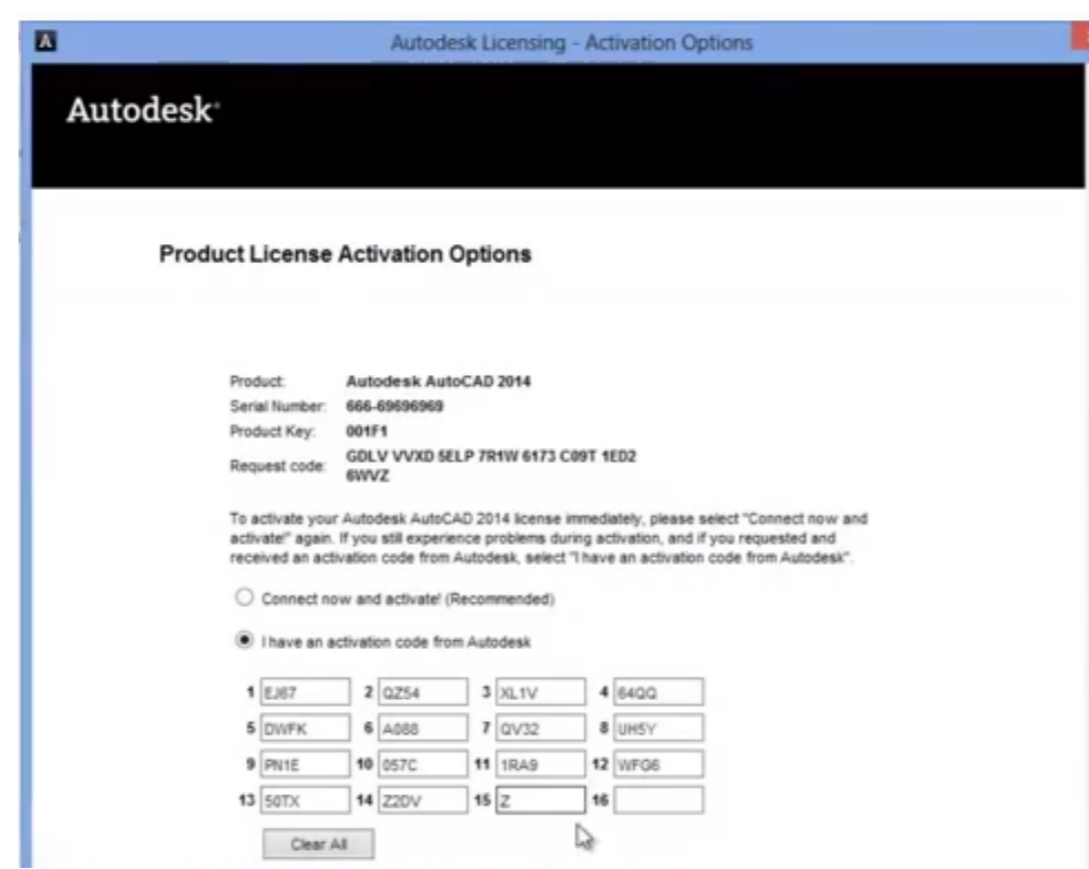 Autodesk Licensing - Activation Options
Autodesk
Product License Activation Options
Product: Autodesk AutoCAD 2014
Serial Number: 666-69696969
Product Key: 001F1
Request code: GDLV VVXD 5ELP 7R1W 6173 C09T 1ED2
6WVZ
To activate your Autodesk AutoCAD 2014 license immediately, please select "Connect now and
activate!" again. If you still experience problems during activation, and if you requested and
received an activation code from Autodesk, select "I have an activation code from Autodesk".
Connect now and activate! (Recommended)
I have an activation code from Autodesk
1 EJ67 2 QZ54 3 XL1V 4 64QQ
5 DWFK 6 A088 7 QV32 8 UH5Y
9 PN1E 10 057C 11 1RA9 12 WFG6
13 50TX 14 Z2DV 15 Z 16
Clear All